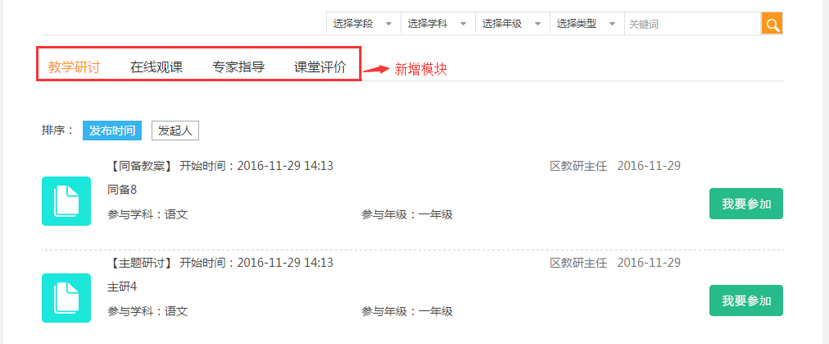 选择学段 选择学科 选择年级 选择类型 关键词
教学研讨 在线观课 专家指导 课堂评价 新增模块
排序： 发布时间 发起人
【同备教案】 开始时间：2016-11-29 14:13 区教研主任 2016-11-29
同备8
我要参加
参与学科：语文 参与年级：一年级
【主题研讨】 开始时间：2016-11-29 14:13 区教研主任 2016-11-29
主研4
我要参加
参与学科：语文 参与年级：一年级